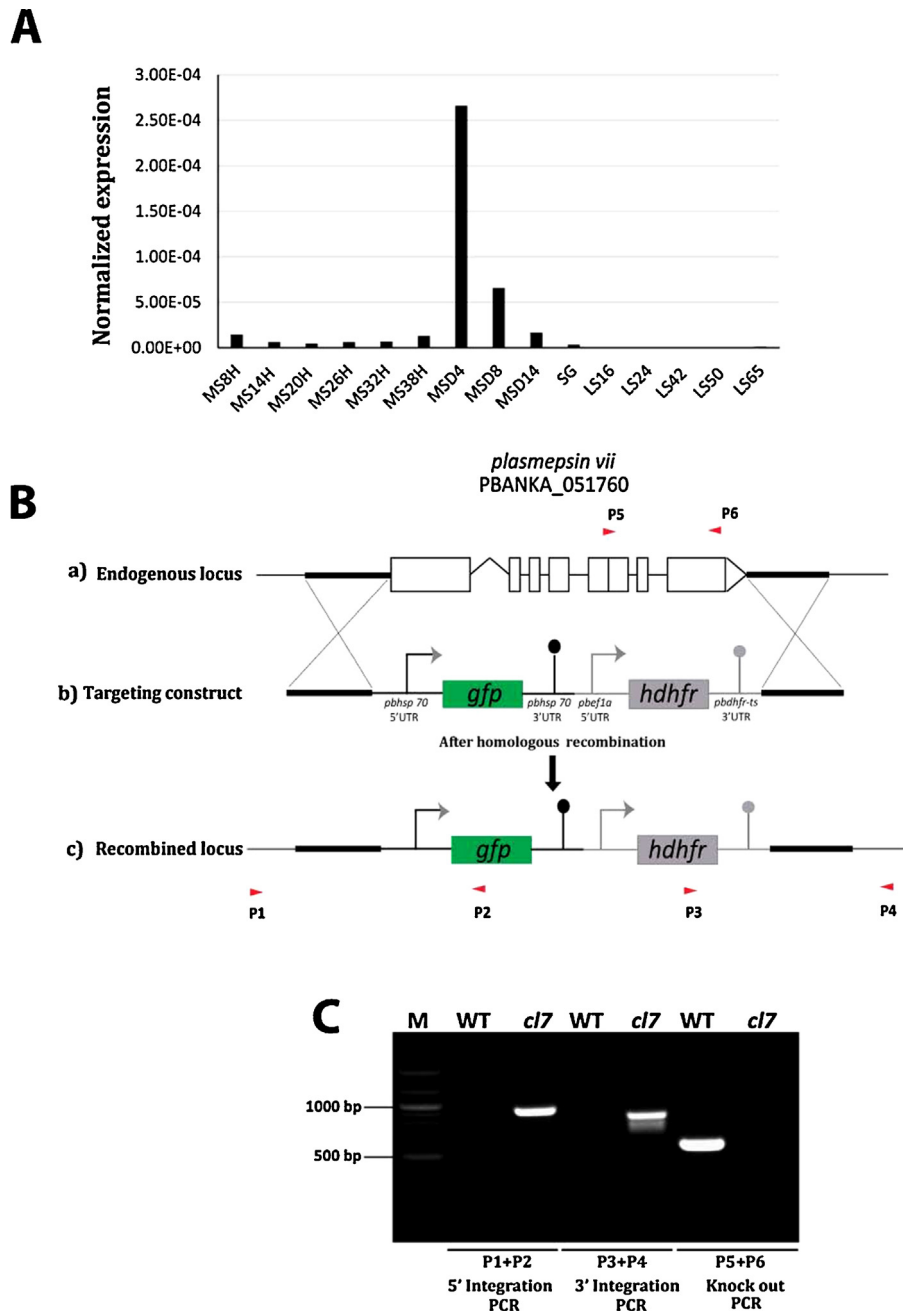 A
Normalized expression
3.00E-04
2.50E-04
2.00E-04
1.50E-04
1.00E-04
5.00E-05
0.00E+00
MS8H
MS14H
MS20H
MS26H
MS32H
MS38H
MSD4
MSD8
MSD14
SG
LS16
LS24
LS42
LS50
LS65
plasmepsin vii
PBANKA_051760
B
P5
P6
a) Endogenous locus
b) Targeting construct
gfp
hdhfr
pbhsp 70
5'UTR
pbhsp 70
3'UTR
pbef1a
5'UTR
pbdhfr-ts
3'UTR
After homologous recombination
c) Recombined locus
gfp
hdhfr
P1
P2
P3
P4
C
M WT cl7 WT cl7 WT cl7
1000 bp
500 bp
P1+P2
5' Integration
PCR
P3+P4
3' Integration
PCR
P5+P6
Knock out
PCR